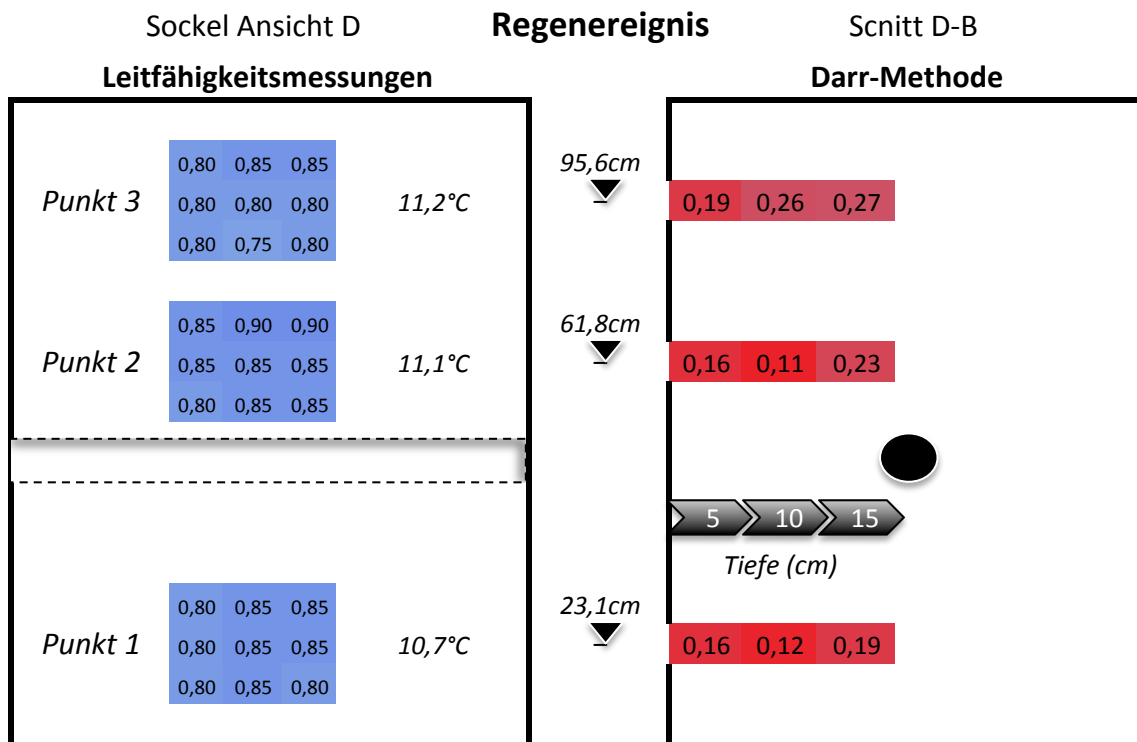 Sockel Ansicht D Regenereignis Scnitt D-B
Leitfähigkeitsmessungen Darr-Methode
0,80 0,85 0,85 95,6cm
Punkt 3 0,80 0,80 0,80 11,2°C 0,19 0,26 0,27
0,80 0,75 0,80
0,85 0,90 0,90 61,8cm
Punkt 2 0,85 0,85 0,85 11,1°C 0,16 0,11 0,23
0,80 0,85 0,85
5 10 15
Tiefe (cm)
0,80 0,85 0,85 23,1cm
Punkt 1 0,80 0,85 0,85 10,7°C 0,16 0,12 0,19
0,80 0,85 0,80